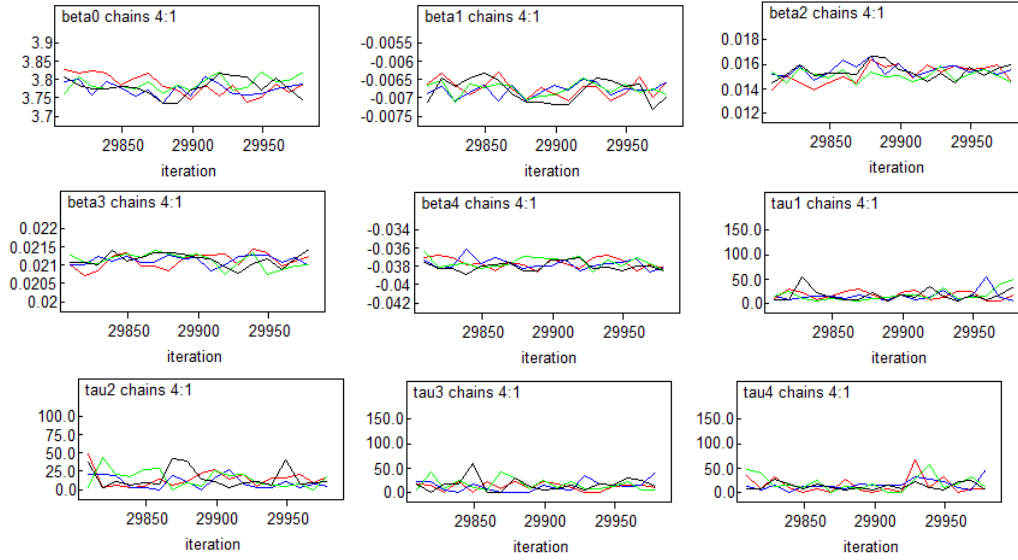 beta0 chains 4:1
3.9
3.8
3.75
3.7
29850 29900 29950
iteration
beta1 chains 4:1
-0.0055
-0.0065
-0.007
-0.0075
29850 29900 29950
iteration
beta2 chains 4:1
0.018
0.016
0.014
0.012
29850 29900 29950
iteration
beta3 chains 4:1
0.022
0.0215
0.021
0.0205
0.02
29850 29900 29950
iteration
beta4 chains 4:1
-0.034
-0.036
-0.038
-0.04
-0.042
29850 29900 29950
iteration
tau1 chains 4:1
150.0
100.0
50.0
0.0
29850 29900 29950
iteration
tau2 chains 4:1
100.0
75.0
50.0
25.0
0.0
29850 29900 29950
iteration
tau3 chains 4:1
150.0
100.0
50.0
0.0
29850 29900 29950
iteration
tau4 chains 4:1
150.0
100.0
50.0
0.0
29850 29900 29950
iteration